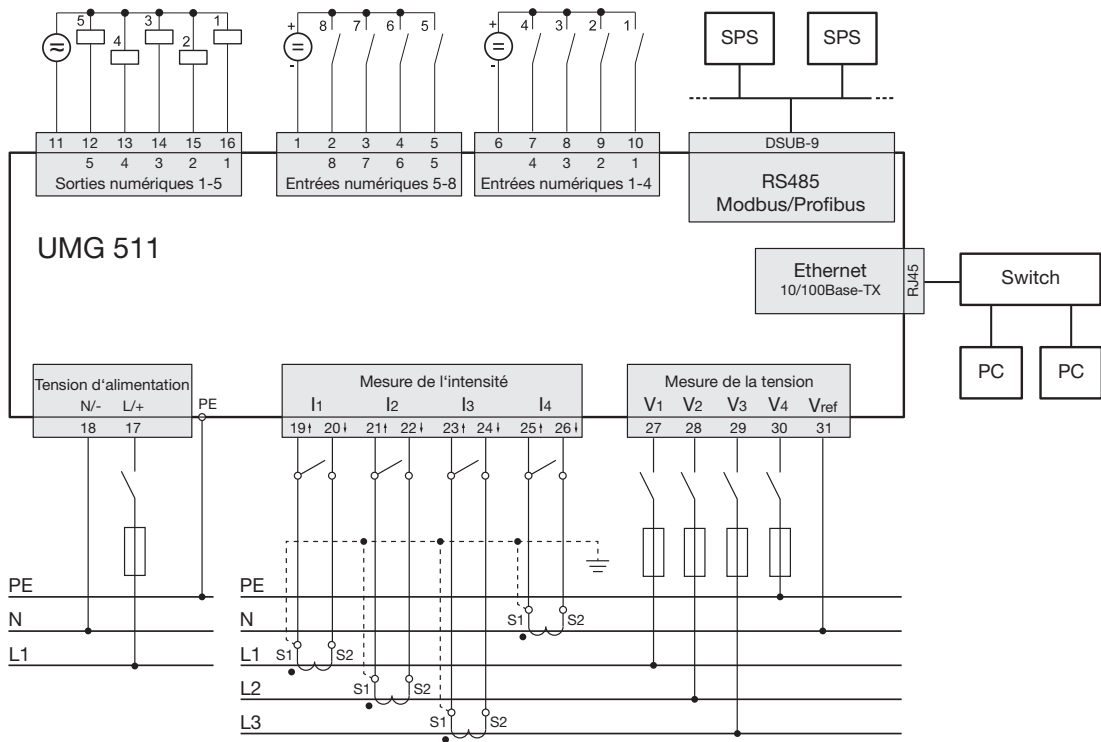 5 3 1
4 2
+ 8 7 6 5
-
+ 4 3 2 1
-
SPS SPS
11 12 13 14 15 16
5 4 3 2 1
Sorties numériques 1-5
1 2 3 4 5
8 7 6 5
Entrées numériques 5-8
6 7 8 9 10
4 3 2 1
Entrées numériques 1-4
DSUB-9
RS485
Modbus/Profibus
UMG 511
Ethernet
10/100Base-TX
RJ45
Switch
PC PC
Tension d'alimentation
N/- L/+ PE
18 17
Mesure de l'intensité
I1 I2 I3 I4
19 20 21 22 23 24 25 26
Mesure de la tension
V1 V2 V3 V4 Vref
27 28 29 30 31
PE
N
L1
PE
N
L1
L2
L3
S1 S2
S1 S2
S1 S2
S1 S2